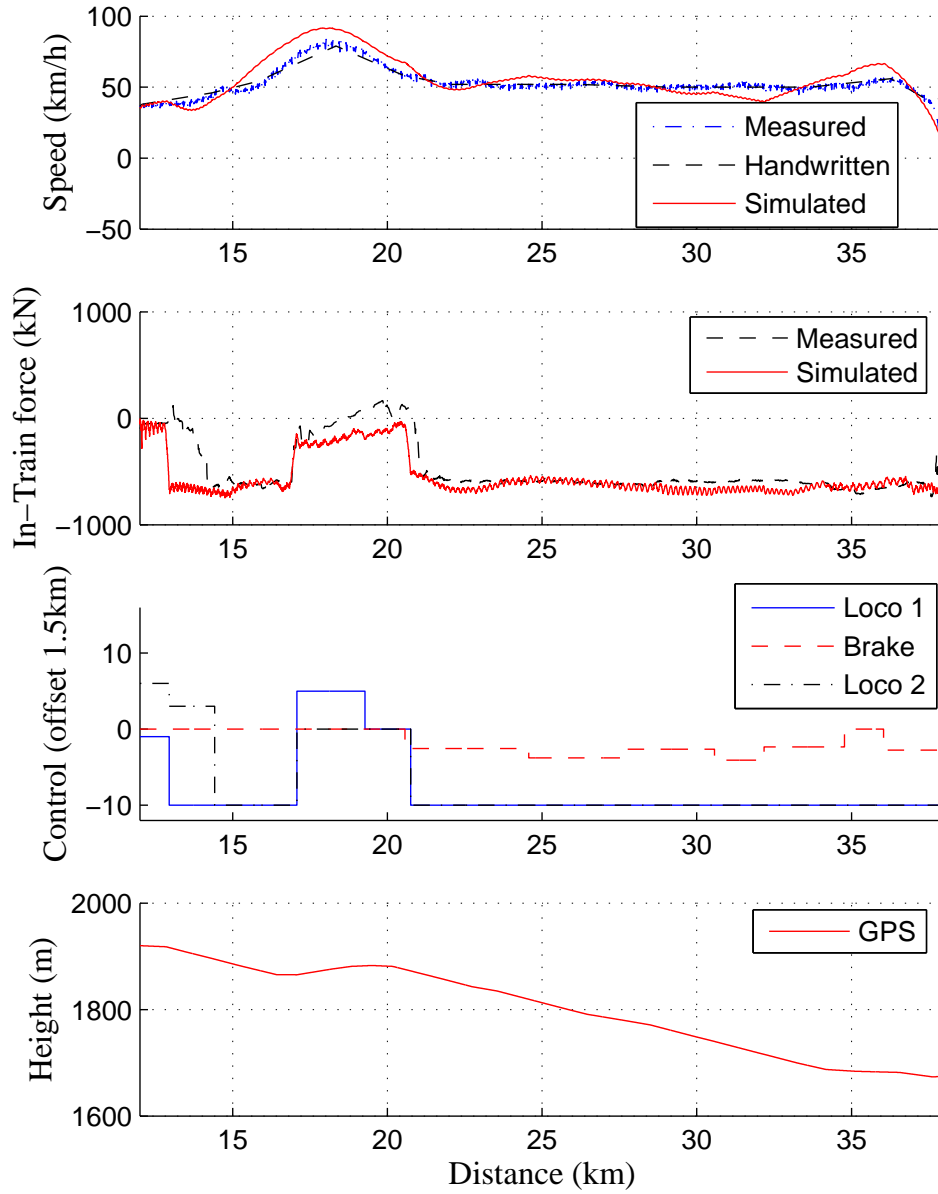 100
50
0
−50
Speed (km/h)
Measured
Handwritten
Simulated
15 20 25 30 35
1000
0
−1000
In−Train force (kN)
Measured
Simulated
15 20 25 30 35
10
0
−10
Control (offset 1.5km)
Loco 1
Brake
Loco 2
15 20 25 30 35
2000
1800
1600
Height (m)
GPS
15 20 25 30 35
Distance (km)